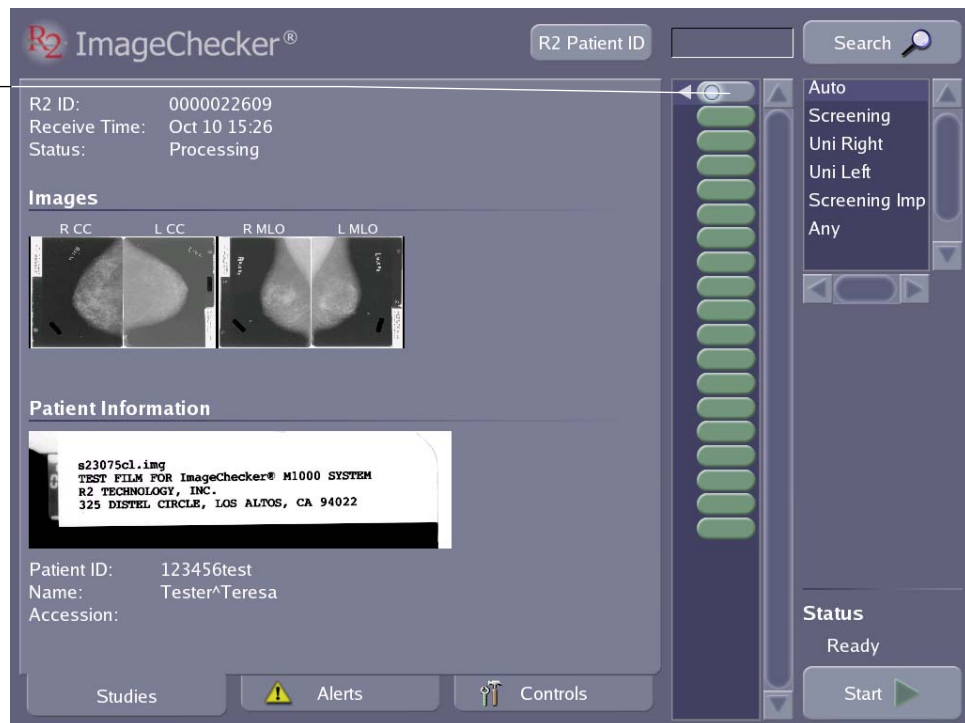 R2 ImageChecker®
R2 Patient ID
Search
R2 ID: 0000022609
Receive Time: Oct 10 15:26
Status: Processing
Images
R CC L CC R MLO L MLO
Patient Information
s23075cl.img
TEST FILM FOR ImageChecker® M1000 SYSTEM
R2 TECHNOLOGY, INC.
325 DISTEL CIRCLE, LOS ALTOS, CA 94022
Patient ID: 123456test
Name: Tester^Teresa
Accession:
Studies
Alerts
Controls
Auto
Screening
Uni Right
Uni Left
Screening Imp
Any
Status
Ready
Start